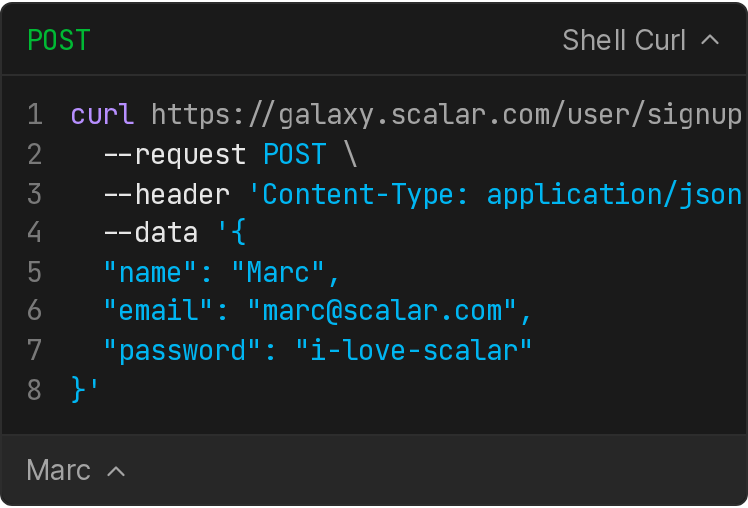 POST
Shell Curl
1 curl https://galaxy.scalar.com/user/signup
2   --request POST \
3   --header 'Content-Type: application/json
4   --data '{
5   "name": "Marc",
6   "email": "marc@scalar.com",
7   "password": "i-love-scalar"
8 }'
Marc